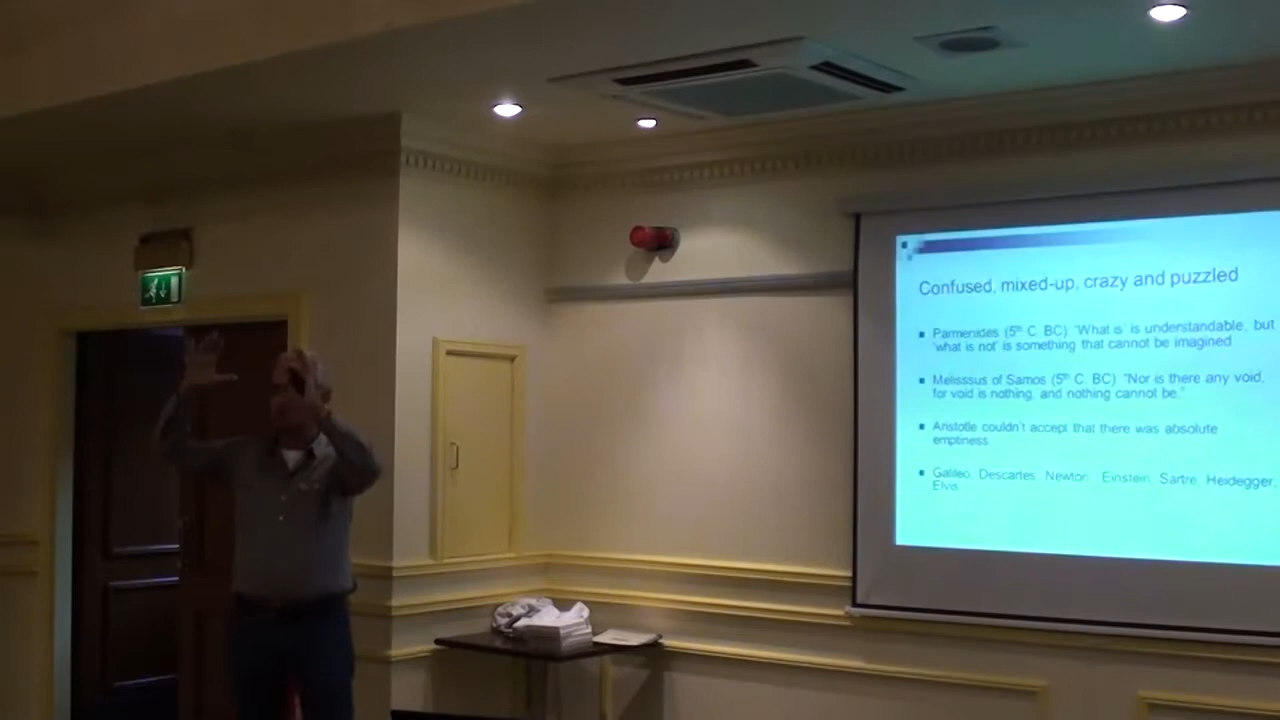 Confused, mixed-up, crazy and puzzled
Parmenides (5th C. BC) 'What is' is understandable, but
'what is not' is something that cannot be imagined
Melisssus of Samos (5th C. BC) "Nor is there any void,
for void is nothing, and nothing cannot be."
Aristotle couldn't accept that there was absolute
emptiness
Galileo, Descartes, Newton, Einstein, Sartre, Heidegger,
Elvis